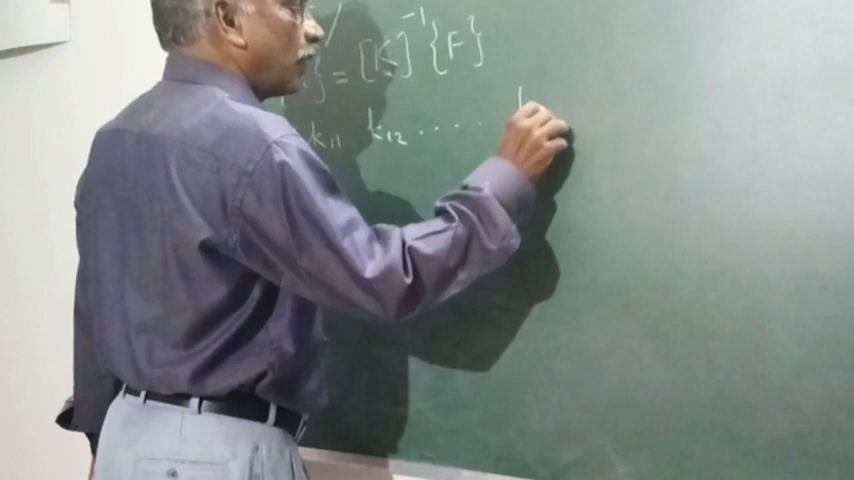 } = [K]⁻¹ {F}
k₁₁ k₁₂ ....